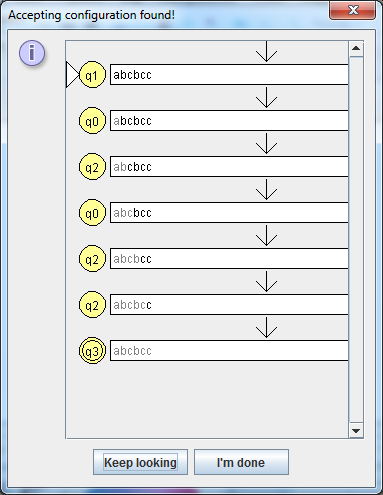 Accepting configuration found!
i
q1 abcbcc
q0 abcbcc
q2 abcbcc
q0 abcbcc
q2 abcbcc
q2 abcbcc
q3 abcbcc
Keep looking I'm done